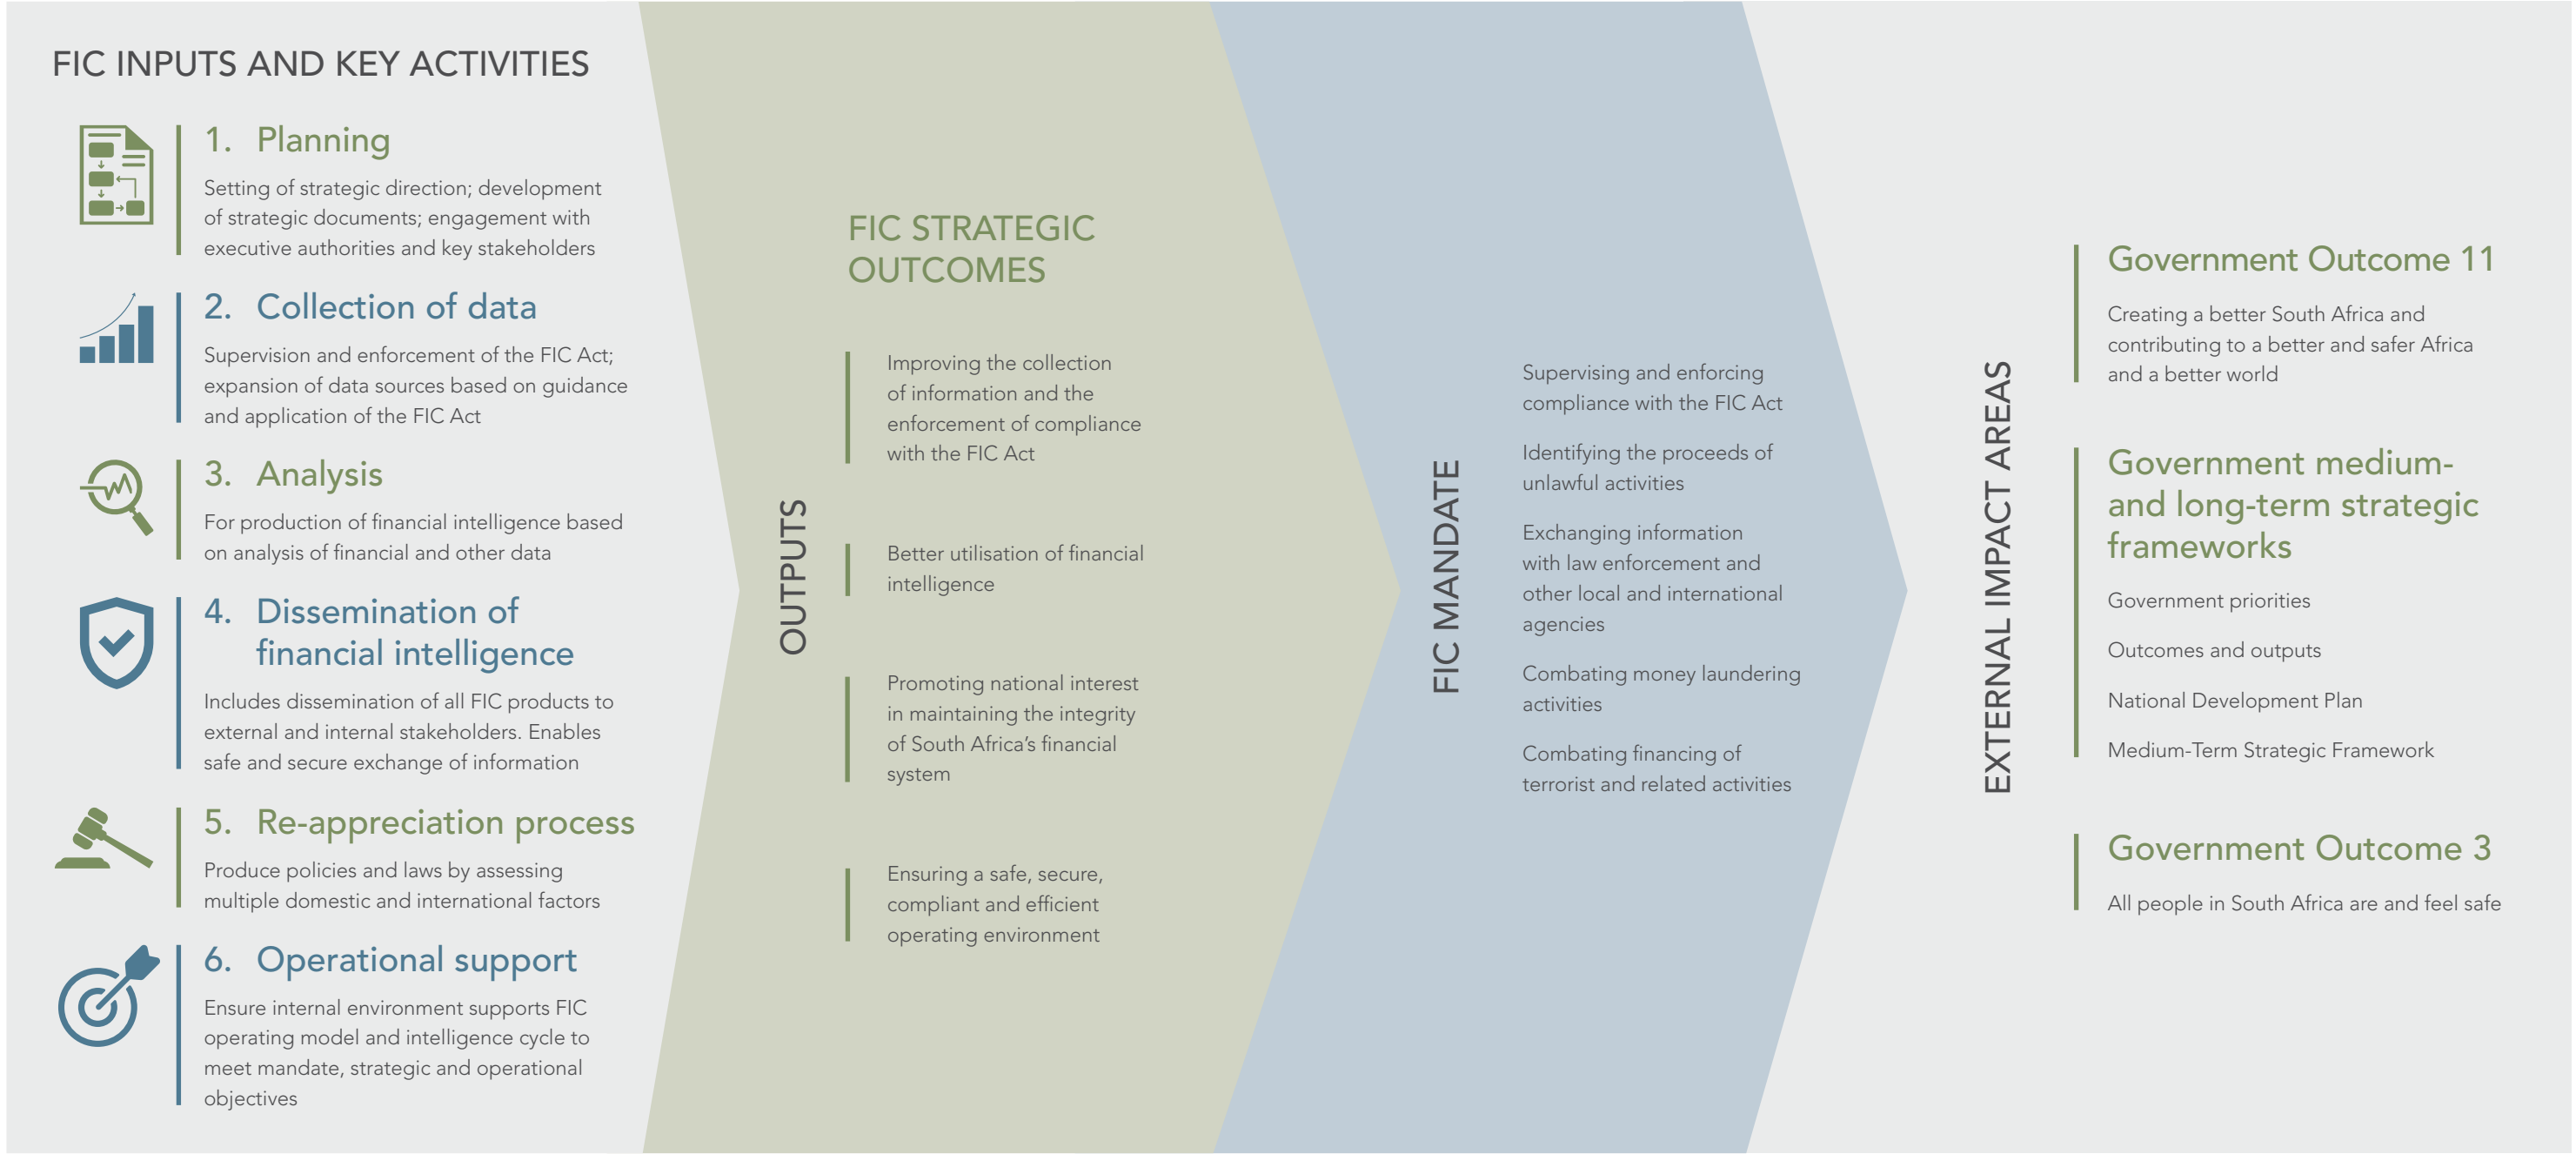 FIC INPUTS AND KEY ACTIVITIES
1. Planning
Setting of strategic direction; development
of strategic documents; engagement with
executive authorities and key stakeholders
2. Collection of data
Supervision and enforcement of the FIC Act;
expansion of data sources based on guidance
and application of the FIC Act
3. Analysis
For production of financial intelligence based
on analysis of financial and other data
4. Dissemination of
financial intelligence
Includes dissemination of all FIC products to
external and internal stakeholders. Enables
safe and secure exchange of information
5. Re-appreciation process
Produce policies and laws by assessing
multiple domestic and international factors
6. Operational support
Ensure internal environment supports FIC
operating model and intelligence cycle to
meet mandate, strategic and operational
objectives
OUTPUTS
FIC STRATEGIC
OUTCOMES
Improving the collection
of information and the
enforcement of compliance
with the FIC Act
Better utilisation of financial
intelligence
Promoting national interest
in maintaining the integrity
of South Africa’s financial
system
Ensuring a safe, secure,
compliant and efficient
operating environment
FIC MANDATE
Supervising and enforcing
compliance with the FIC Act
Identifying the proceeds of
unlawful activities
Exchanging information
with law enforcement and
other local and international
agencies
Combating money laundering
activities
Combating financing of
terrorist and related activities
EXTERNAL IMPACT AREAS
Government Outcome 11
Creating a better South Africa and
contributing to a better and safer Africa
and a better world
Government medium-
and long-term strategic
frameworks
Government priorities
Outcomes and outputs
National Development Plan
Medium-Term Strategic Framework
Government Outcome 3
All people in South Africa are and feel safe